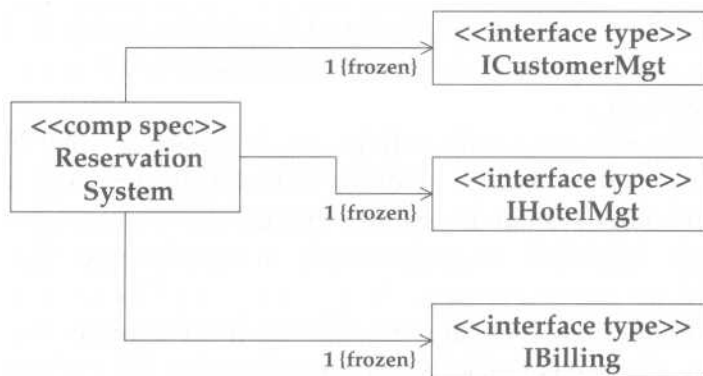 <<interface type>>
ICustomerMgt
1 {frozen}
<<comp spec>>
Reservation
System
<<interface type>>
IHotelMgt
1 {frozen}
<<interface type>>
IBilling
1 {frozen}